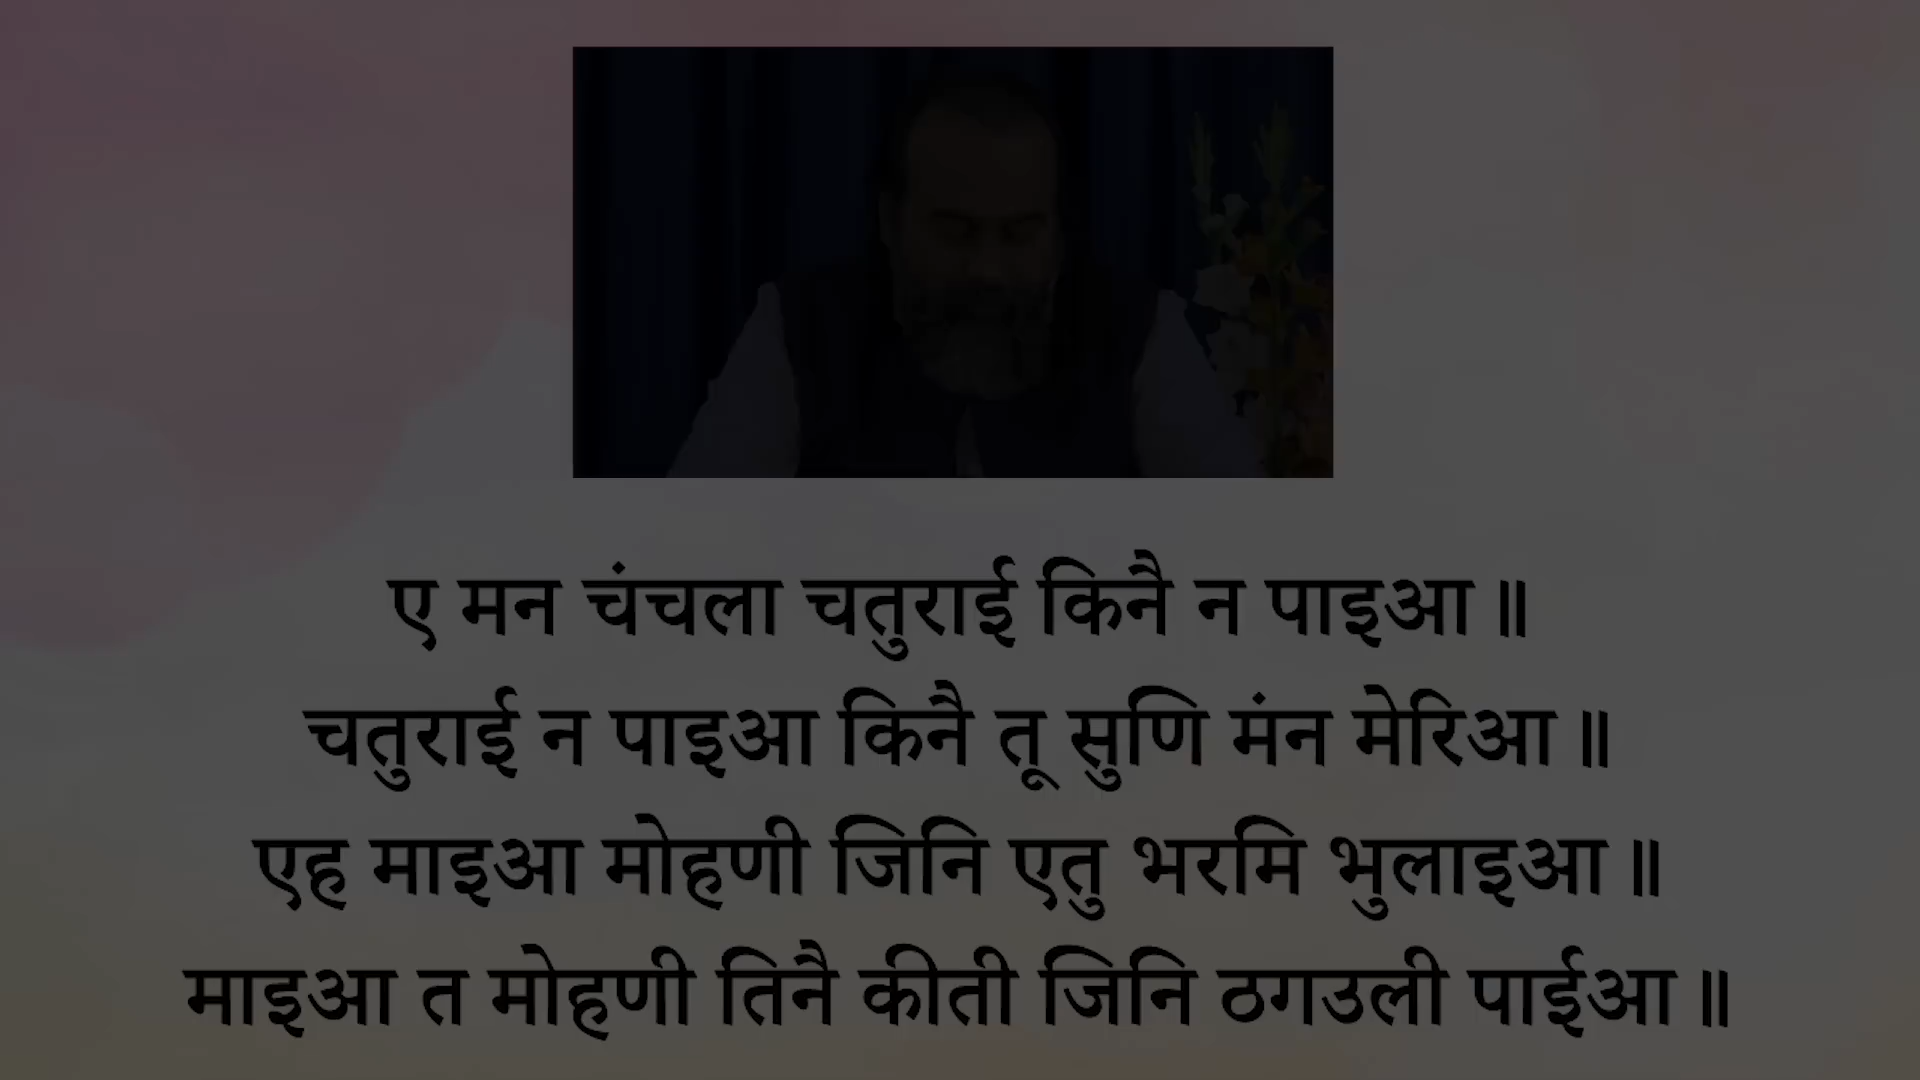 ए मन चंचला चतुराई किनै न पाइआ॥
चतुराई न पाइआ किनै तू सुणि मंन मेरिआ॥
एह माइआ मोहणी जिनि एतु भरमि भुलाइआ॥
माइआ त मोहणी तिनै कीती जिनि ठगउली पाईआ॥